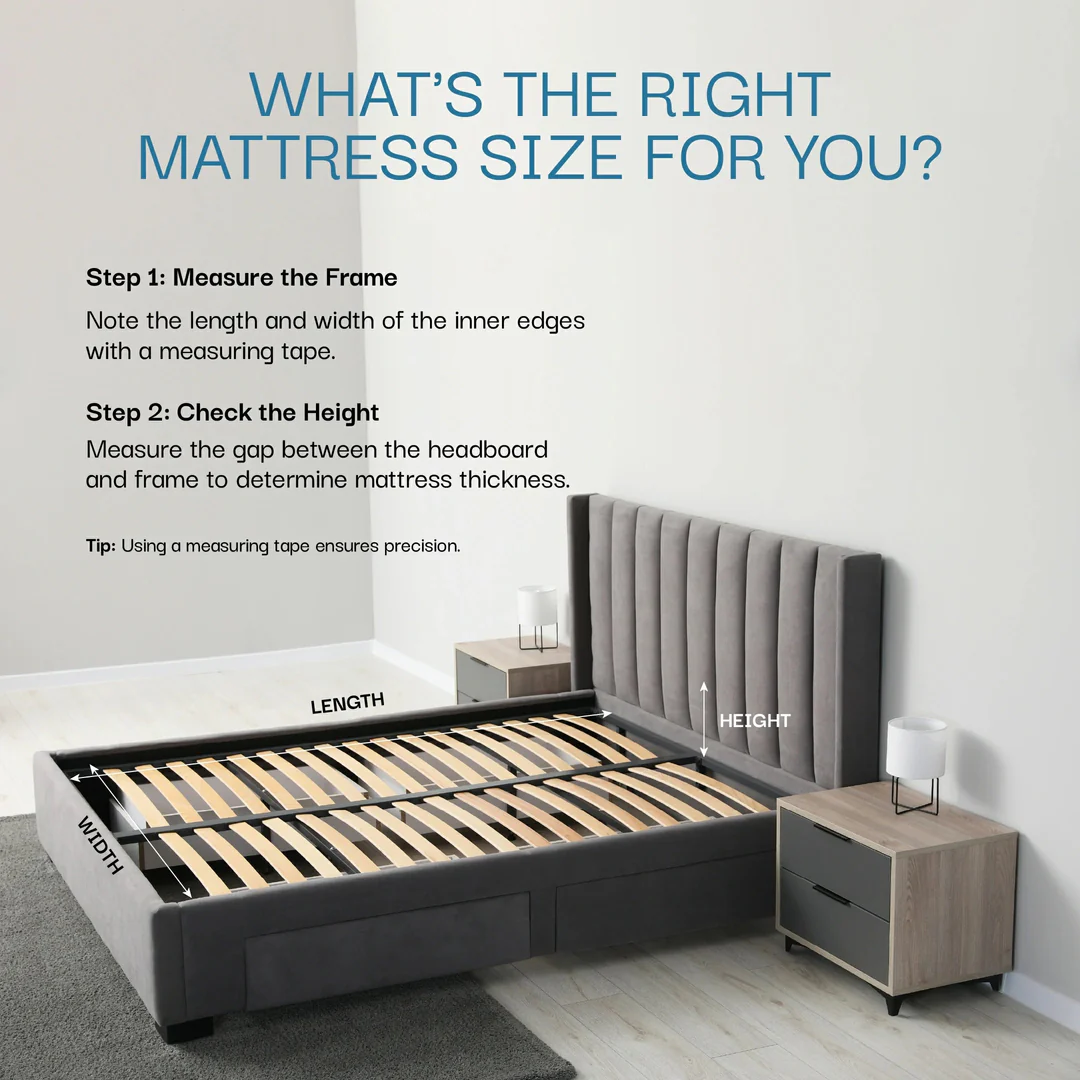 WHAT'S THE RIGHT
MATTRESS SIZE FOR YOU?
Step 1: Measure the Frame
Note the length and width of the inner edges
with a measuring tape.
Step 2: Check the Height
Measure the gap between the headboard
and frame to determine mattress thickness.
Tip: Using a measuring tape ensures precision.
LENGTH
HEIGHT
WIDTH